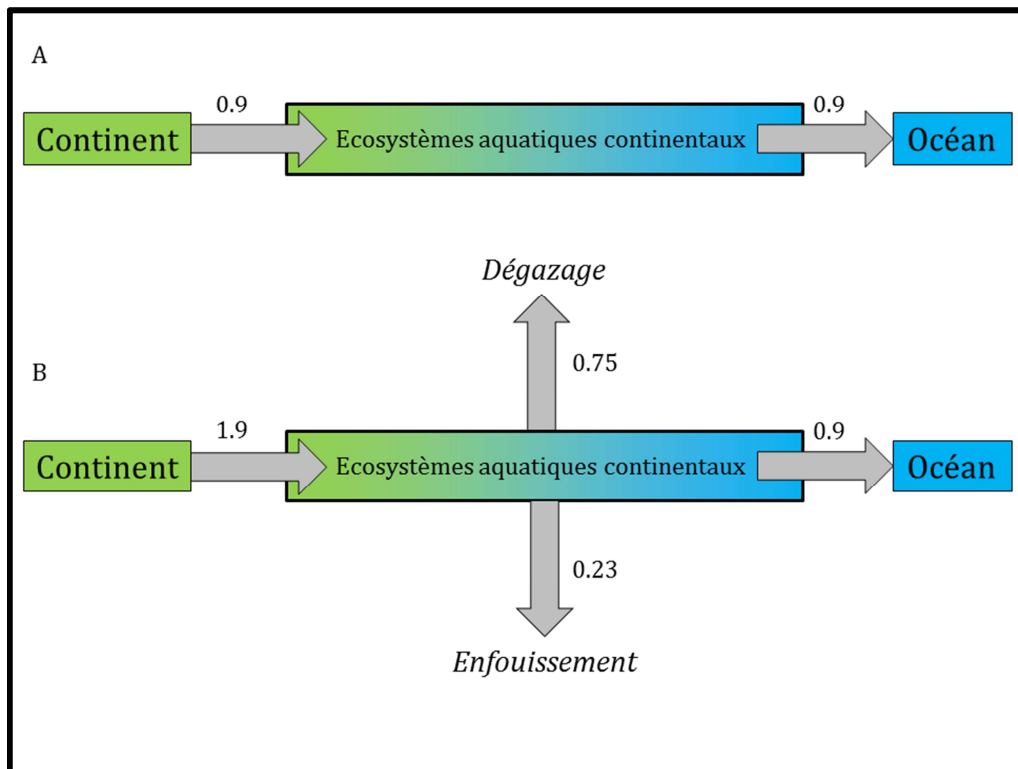 A
0.9
0.9
Continent
Ecosystèmes aquatiques continentaux
Océan
Dégazage
0.75
B
1.9
0.9
Continent
Ecosystèmes aquatiques continentaux
Océan
0.23
Enfouissement